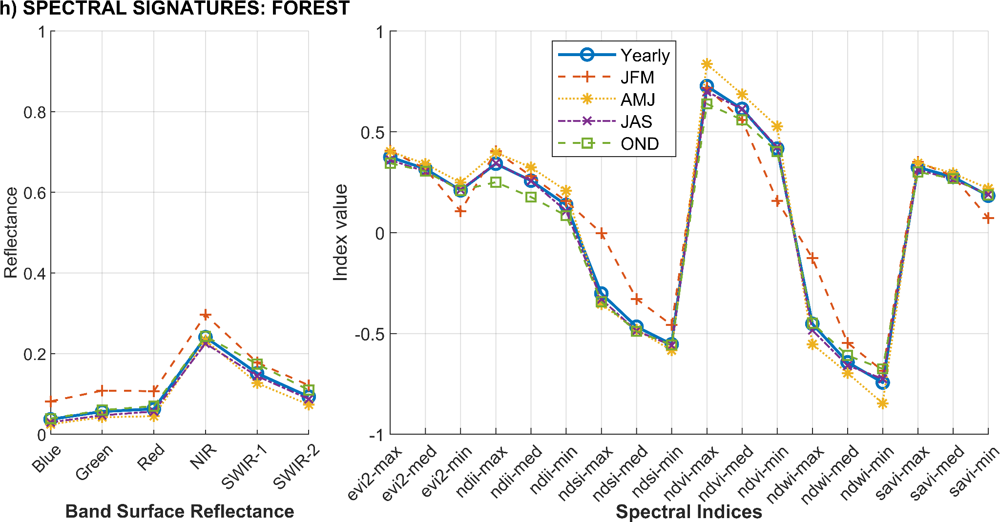 h) SPECTRAL SIGNATURES: FOREST
1
0.8
0.6
0.4
0.2
0
Reflectance
Blue
Green
Red
NIR
SWIR-1
SWIR-2
Band Surface Reflectance
1
0.5
0
-0.5
-1
Index value
Yearly
JFM
AMJ
JAS
OND
evi2-max
evi2-med
evi2-min
ndii-max
ndii-med
ndii-min
ndsi-max
ndsi-med
ndsi-min
ndvi-max
ndvi-med
ndvi-min
ndwi-max
ndwi-med
ndwi-min
savi-max
savi-med
savi-min
Spectral Indices